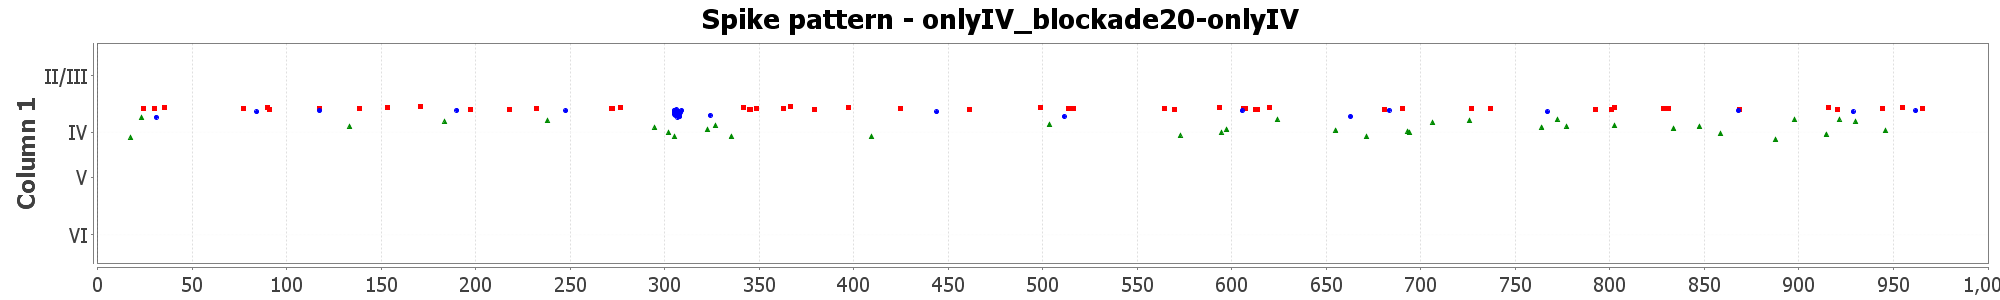 Spike pattern - onlyIV_blockade20-onlyIV
Column 1
II/III
IV
V
VI
0 50 100 150 200 250 300 350 400 450 500 550 600 650 700 750 800 850 900 950 1,00